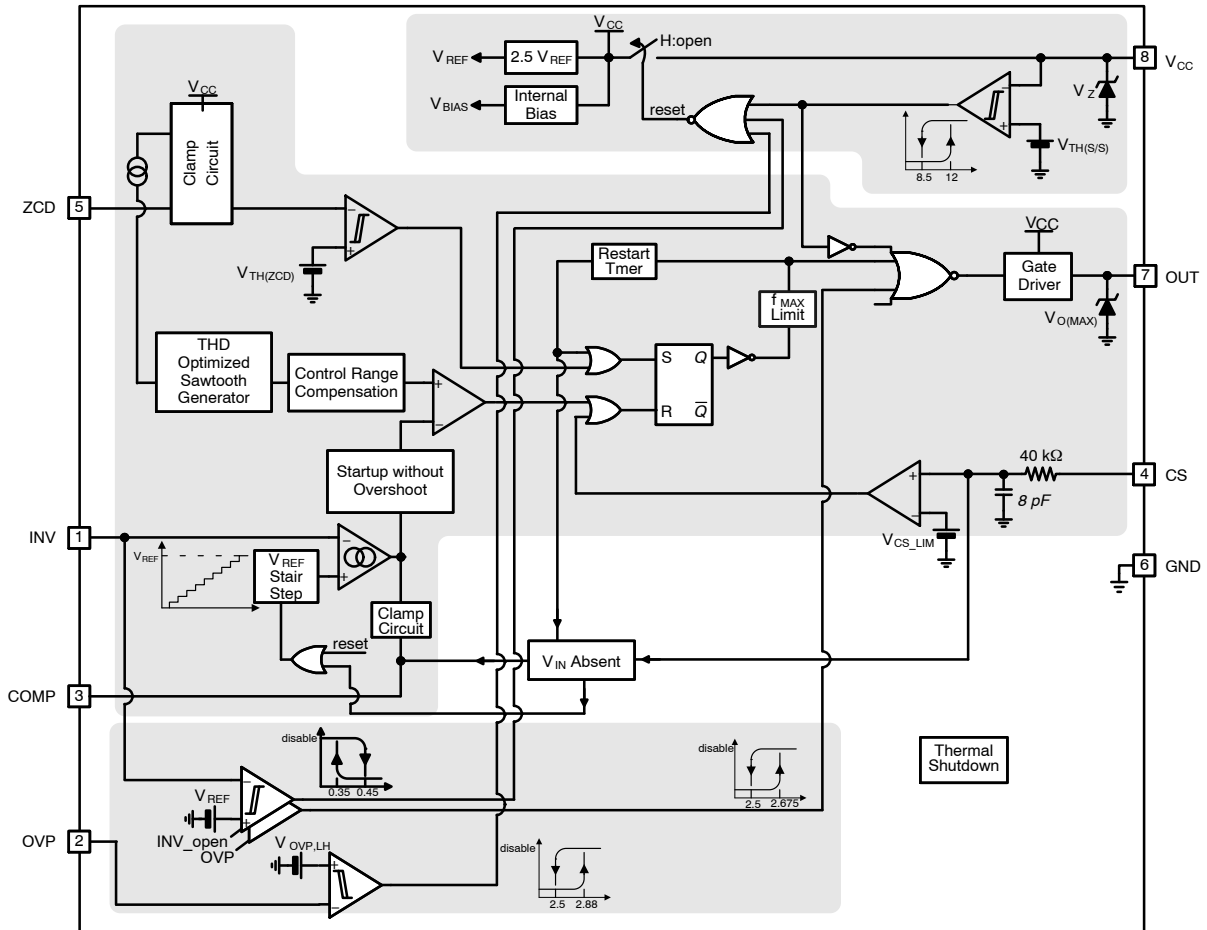 VCC
H:open
VREF
2.5 VREF
8
VCC
VCC
VZ
VBIAS
Internal
Bias
reset
−
+
Clamp
Circuit
VTH(S/S)
8.5 12
ZCD
5
−
+
VCC
Restart
Tmer
VTH(ZCD)
Gate
Driver
7
OUT
fMAX
Limit
VO(MAX)
THD
Optimized
Sawtooth
Generator
Control Range
Compensation
S Q
R Q
+
−
Startup without
Overshoot
40 kΩ
4
CS
+
8 pF
−
INV
1
−
VCS_LIM
VREF
VREF
Stair
Step
+
6
GND
Clamp
Circuit
reset
VIN Absent
COMP
3
disable
0.35 0.45
disable
2.5 2.675
Thermal
Shutdown
−
VREF
+
INV_open
OVP
OVP
2
VOVP,LH
+
−
disable
2.5 2.88